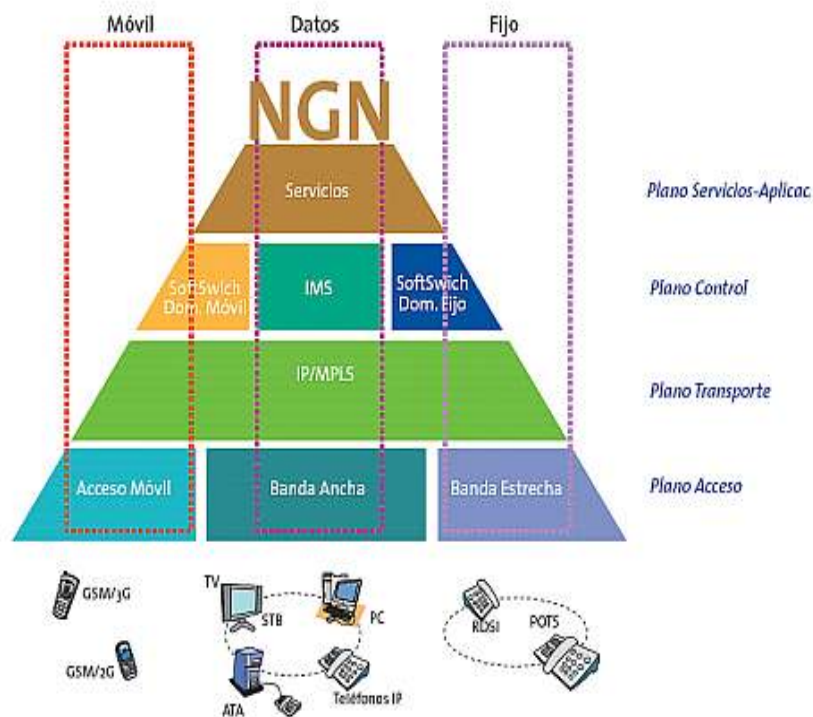 Móvil
Datos
Fijo
NGN
Servicios
Plano Servicios-Aplicac.
SoftSwich
Dom. Móvil
IMS
SoftSwich
Dom. Fijo
Plano Control
IP/MPLS
Plano Transporte
Acceso Móvil
Banda Ancha
Banda Estrecha
Plano Acceso
GSM/3G
GSM/2G
TV
STB
PC
ATA
Teléfonos IP
RDSI
POTS